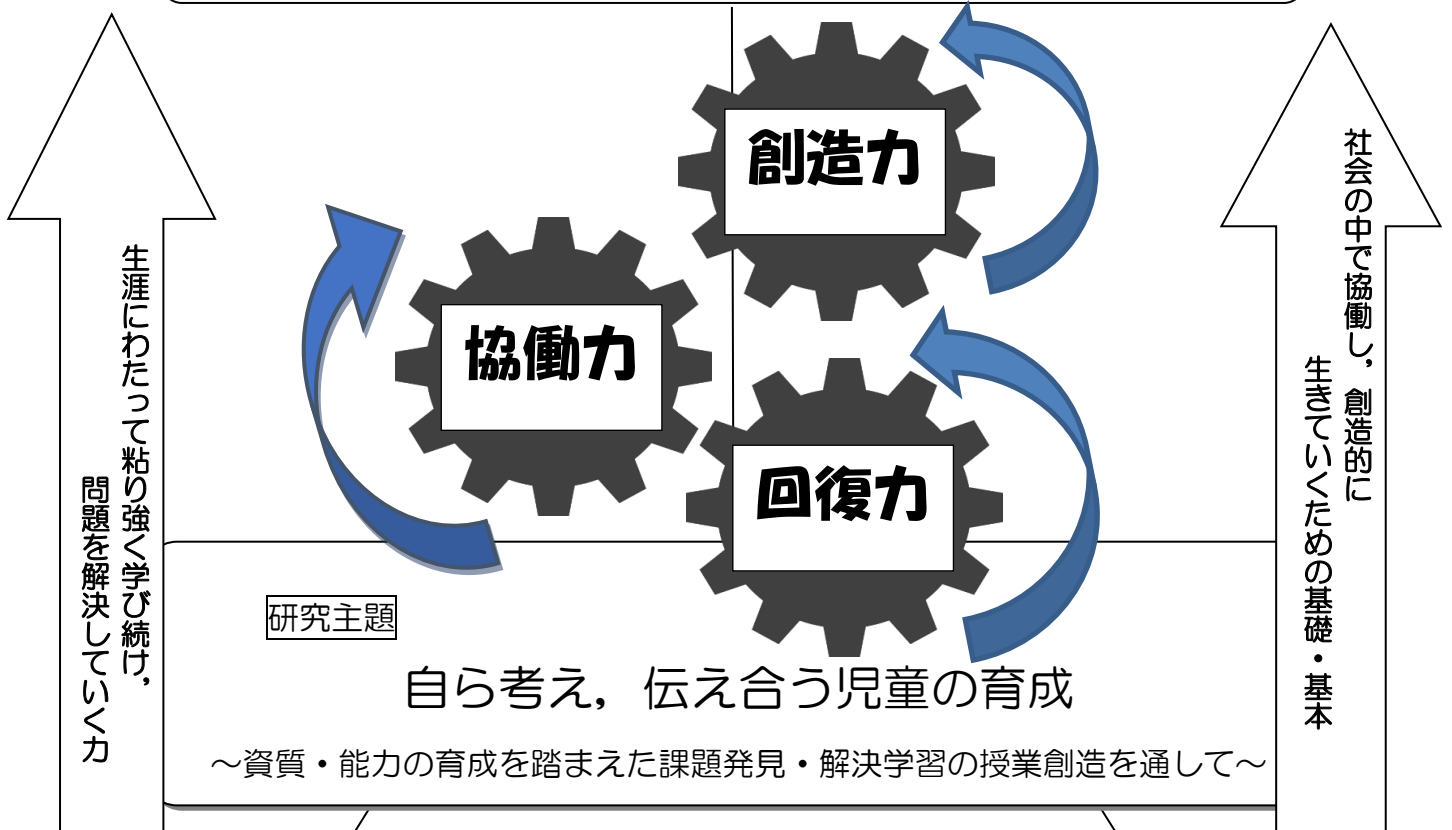 創造力
協働力
回復力
生涯にわたって粘り強く学び続け，
問題を解決していく力
社会の中で協働し，創造的に
生きていくための基礎・基本
研究主題
自ら考え，伝え合う児童の育成
～資質・能力の育成を踏まえた課題発見・解決学習の授業創造を通して～